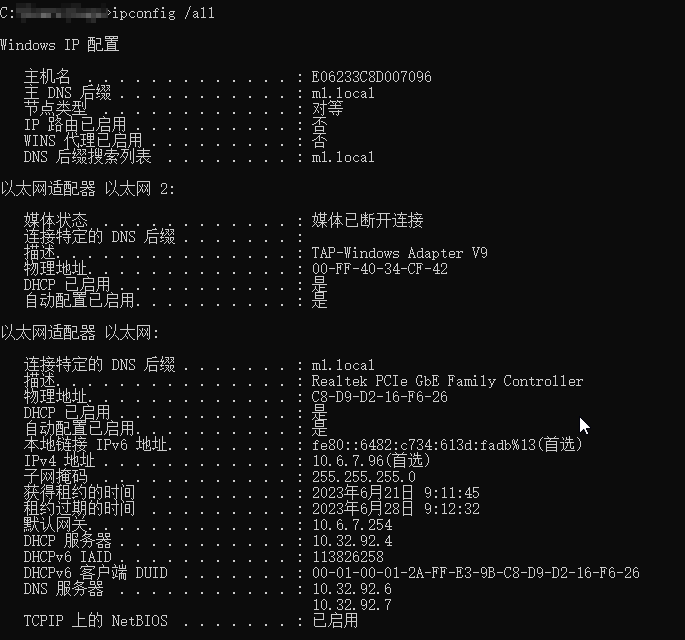 C:\>ipconfig /all
Windows IP 配置
主机名 . . . . . . . . . . . . . : E06233C8D007096
主 DNS 后缀 . . . . . . . . . . . : ml.local
节点类型 . . . . . . . . . . . . : 对等
IP 路由已启用 . . . . . . . . . . : 否
WINS 代理已启用 . . . . . . . . . : 否
DNS 后缀搜索列表 . . . . . . . . : ml.local
以太网适配器 以太网 2:
媒体状态 . . . . . . . . . . . . : 媒体已断开连接
连接特定的 DNS 后缀 . . . . . . . :
描述. . . . . . . . . . . . . . . : TAP-Windows Adapter V9
物理地址. . . . . . . . . . . . . : 00-FF-40-34-CF-42
DHCP 已启用 . . . . . . . . . . . : 是
自动配置已启用. . . . . . . . . . : 是
以太网适配器 以太网:
连接特定的 DNS 后缀 . . . . . . . : ml.local
描述. . . . . . . . . . . . . . . : Realtek PCIe GbE Family Controller
物理地址. . . . . . . . . . . . . : C8-D9-D2-16-F6-26
DHCP 已启用 . . . . . . . . . . . : 是
自动配置已启用. . . . . . . . . . : 是
本地链接 IPv6 地址. . . . . . . . : fe80::6482:c734:613d:fadb%13(首选)
IPv4 地址 . . . . . . . . . . . . : 10.6.7.96(首选)
子网掩码 . . . . . . . . . . . . : 255.255.255.0
获得租约的时间 . . . . . . . . . : 2023年6月21日 9:11:45
租约过期的时间 . . . . . . . . . : 2023年6月28日 9:12:32
默认网关. . . . . . . . . . . . . : 10.6.7.254
DHCP 服务器 . . . . . . . . . . . : 10.32.92.4
DHCPv6 IAID . . . . . . . . . . . : 113826258
DHCPv6 客户端 DUID . . . . . . . : 00-01-00-01-2A-FF-E3-9B-C8-D9-D2-16-F6-26
DNS 服务器 . . . . . . . . . . . : 10.32.92.6
10.32.92.7
TCPIP 上的 NetBIOS . . . . . . . : 已启用